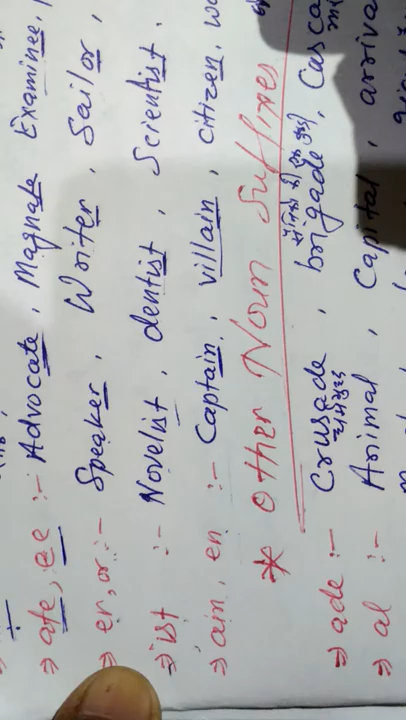 ⇒ ate, ee :- Advocate, Magnate Examinee,
⇒ er, or :- Speaker, Writer, Sailor,
⇒ ist :- Novelist, dentist, Scientist.
⇒ ain, en :- Captain, villain, citizen,
* Other Noun Suffixes
⇒ ade :- Crusade, brigade,
⇒ al :- Animal, Capital, arrival